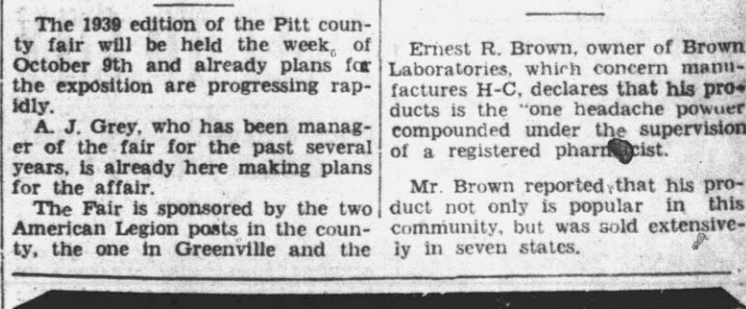 The 1939 edition of the Pitt coun-
ty fair will be held the week of
October 9th and already plans for
the exposition are progressing rap-
idly.
A. J. Grey, who has been manag-
er of the fair for the past several
years, is already here making plans
for the affair.
The Fair is sponsored by the two
American Legion posts in the coun-
ty, the one in Greenville and the
Ernest R. Brown, owner of Brown
Laboratories, which concern manu-
factures H-C, declares that his pro-
ducts is the "one headache powder
compounded under the supervision
of a registered pharmacist.
Mr. Brown reported that his pro-
duct not only is popular in this
community, but was sold extensive-
ly in seven states.